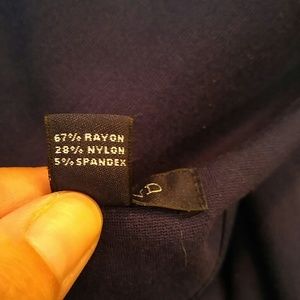 67% RAYON
28% NYLON
5% SPANDEX